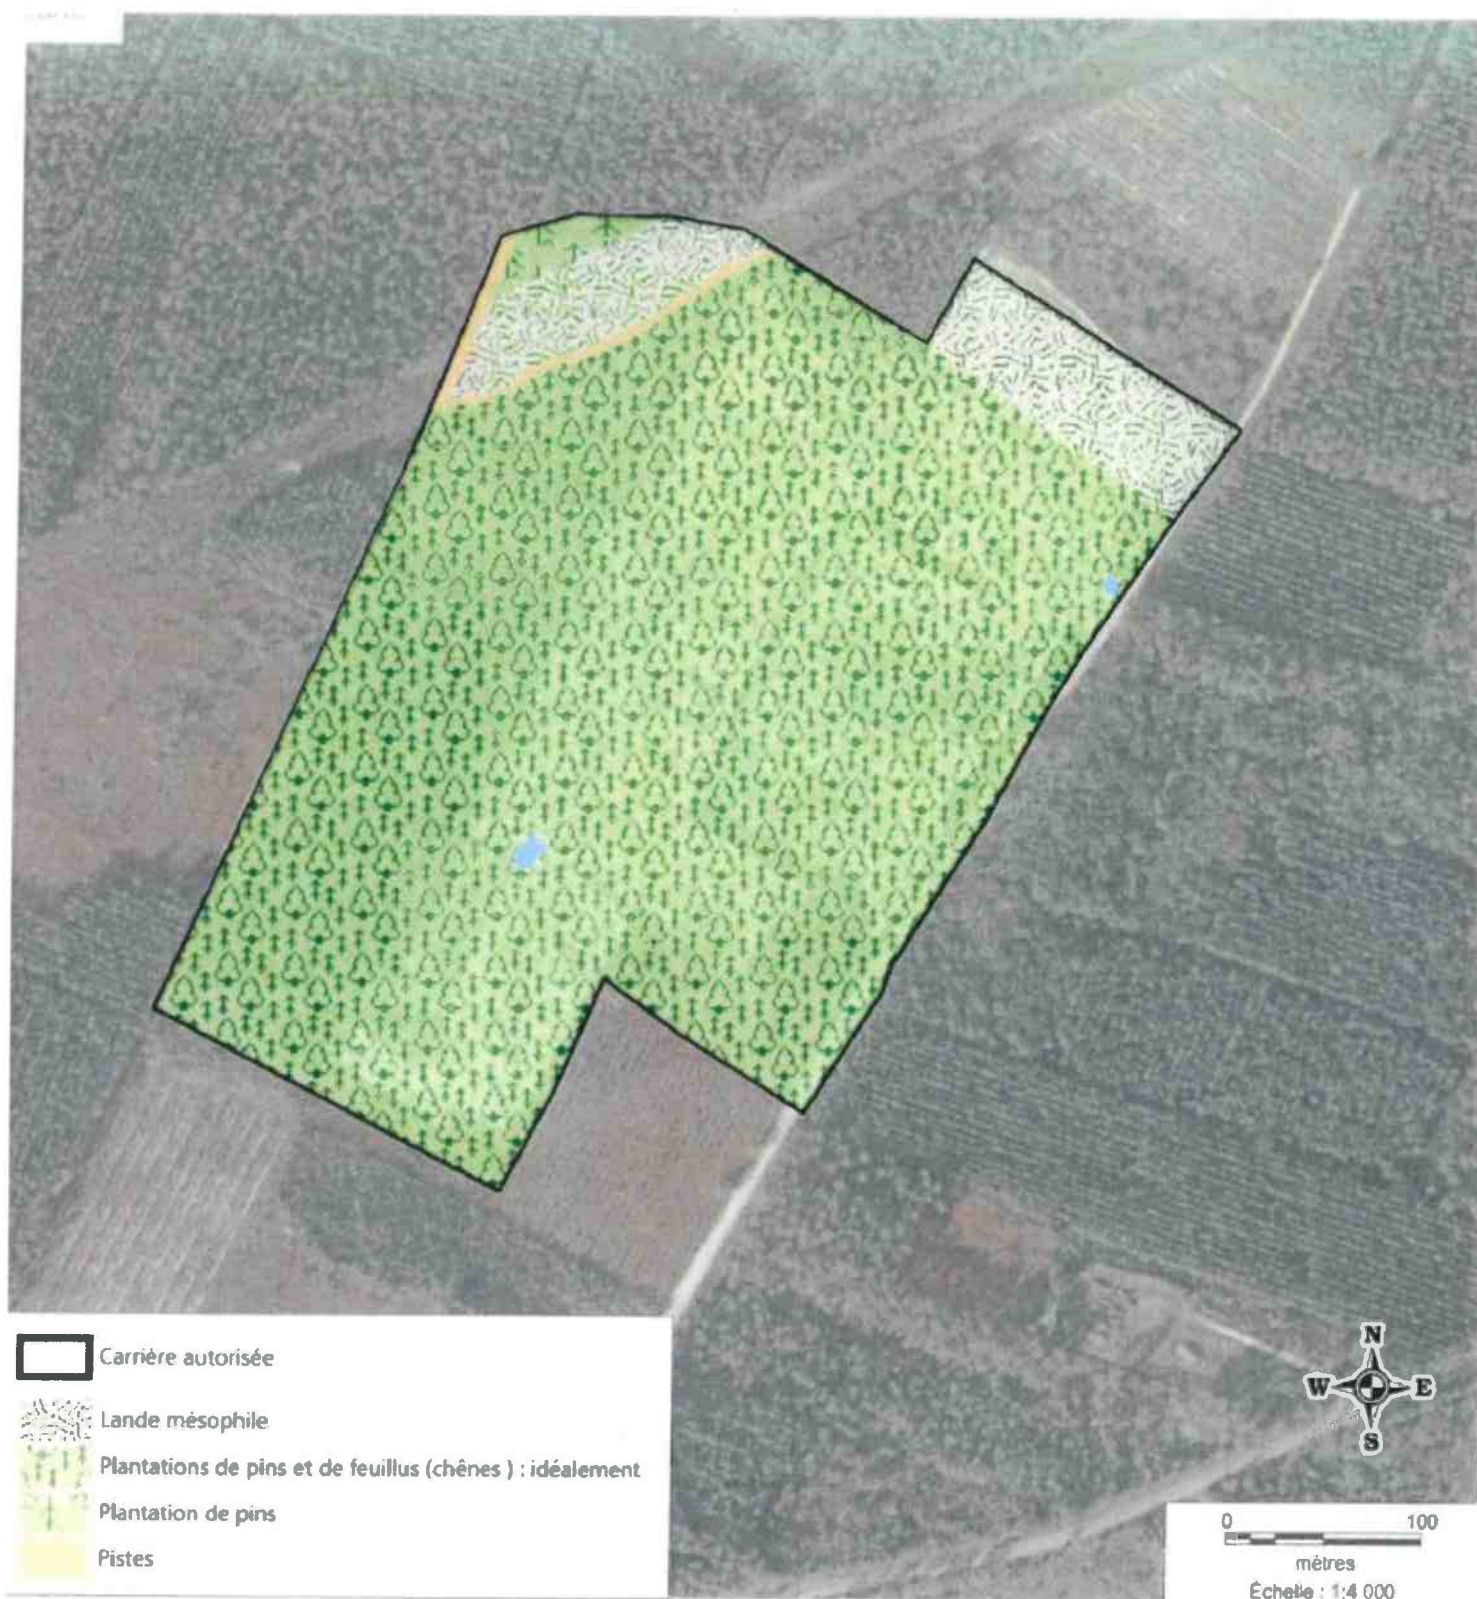 Carrière autorisée
Lande mésophile
Plantations de pins et de feuillus (chênes ) : idéalement
Plantation de pins
Pistes
N
W E
S
0 100
mètres
Échelle : 1:4 000